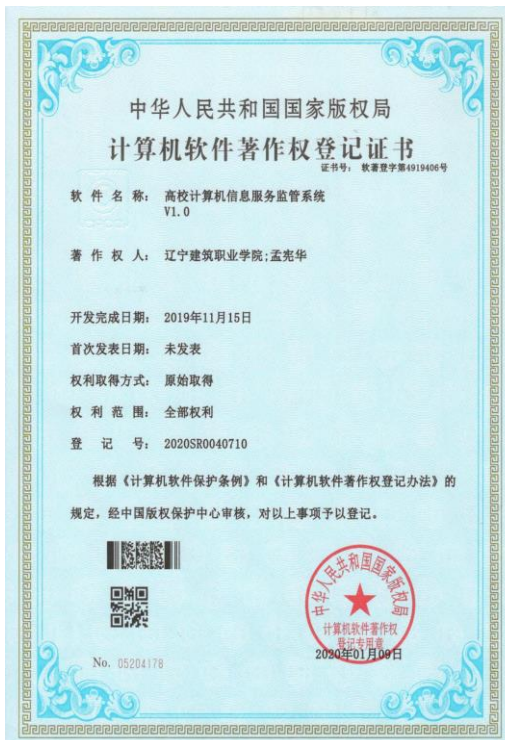 中华人民共和国国家版权局
计算机软件著作权登记证书
证书号： 软著登字第4919406号
软 件 名 称： 高校计算机信息服务监管系统
V1.0
著 作 权 人： 辽宁建筑职业学院;孟宪华
开发完成日期： 2019年11月15日
首次发表日期： 未发表
权利取得方式： 原始取得
权 利 范 围： 全部权利
登 记 号： 2020SR0040710
根据《计算机软件保护条例》和《计算机软件著作权登记办法》的
规定，经中国版权保护中心审核，对以上事项予以登记。
中华人民共和国国家版权局
计算机软件著作权
登记专用章
2020年01月09日
No. 05204178